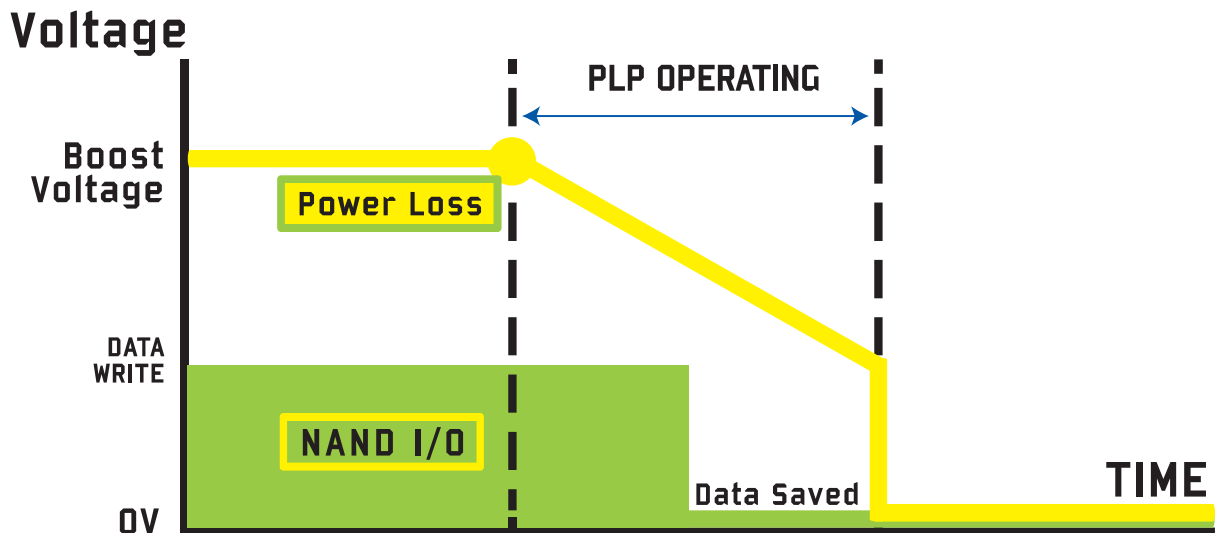 Voltage
PLP OPERATING
Boost
Voltage
Power Loss
DATA
WRITE
NAND I/O
Data Saved
TIME
0V